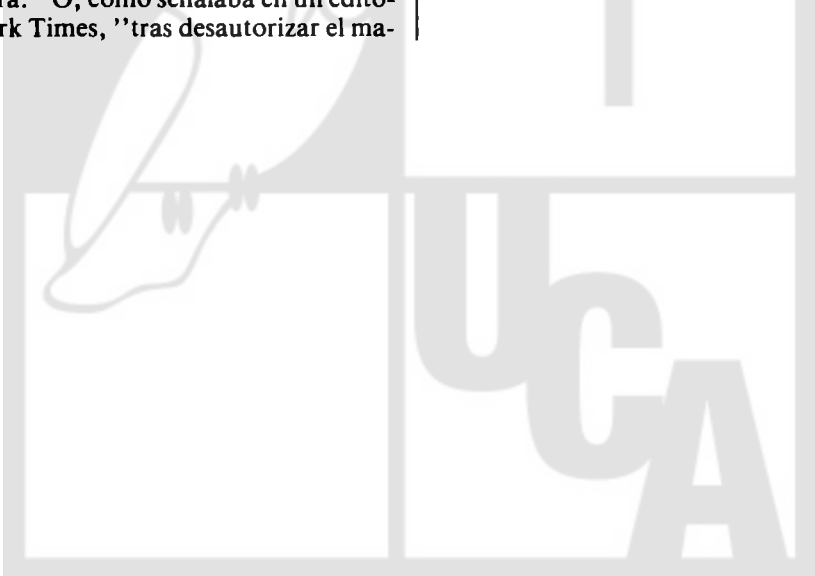 ra." O, como señalaba en un edito-
rk Times, ''tras desautorizar el ma-
UCA